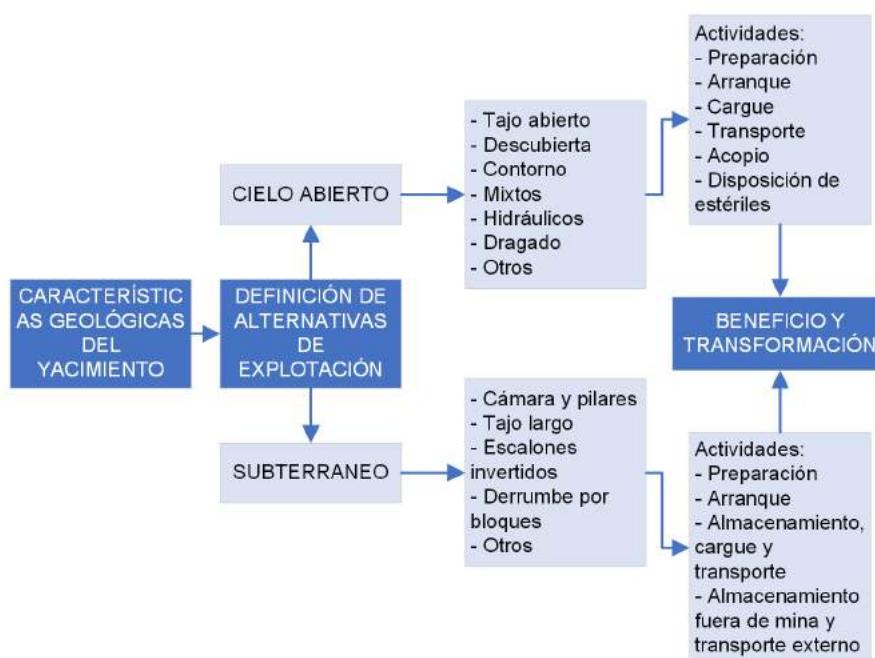 CARACTERÍSTIC
AS GEOLÓGICAS
DEL
YACIMIENTO
DEFINICIÓN DE
ALTERNATIVAS
DE
EXPLOTACIÓN
CIELO ABIERTO
- Tajo abierto
- Descubierta
- Contorno
- Mixtos
- Hidráulicos
- Dragado
- Otros
Actividades:
- Preparación
- Arranque
- Cargue
- Transporte
- Acopio
- Disposición de
estériles
SUBTERRANEO
- Cámara y pilares
- Tajo largo
- Escalones
invertidos
- Derrumbe por
bloques
- Otros
Actividades:
- Preparación
- Arranque
- Almacenamiento,
cargue y
transporte
- Almacenamiento
fuera de mina y
transporte externo
BENEFICIO Y
TRANSFORMACIÓN